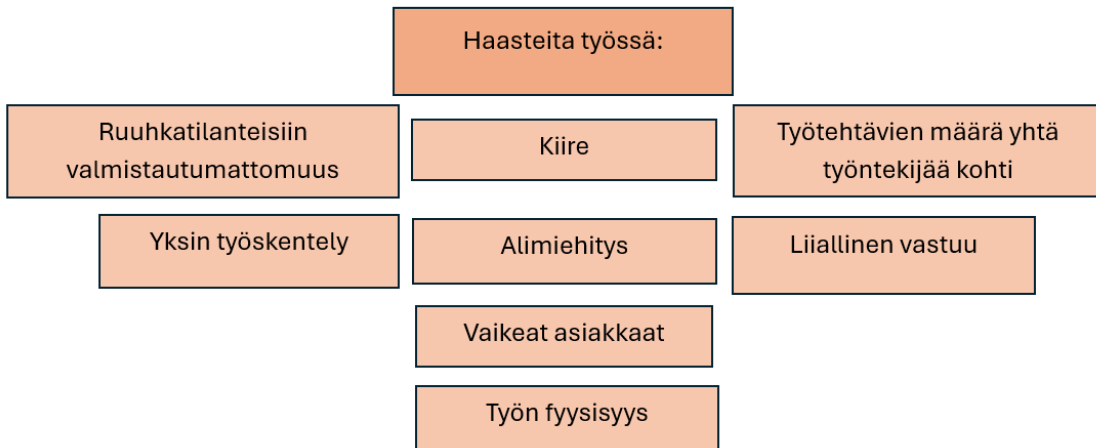 Haasteita työssä:
Ruuhkatilanteisiin
valmistautumattomuus
Kiire
Työtehtävien määrä yhtä
työntekijää kohti
Yksin työskentely
Alimiehitys
Liiallinen vastuu
Vaikeat asiakkaat
Työn fyysisyys